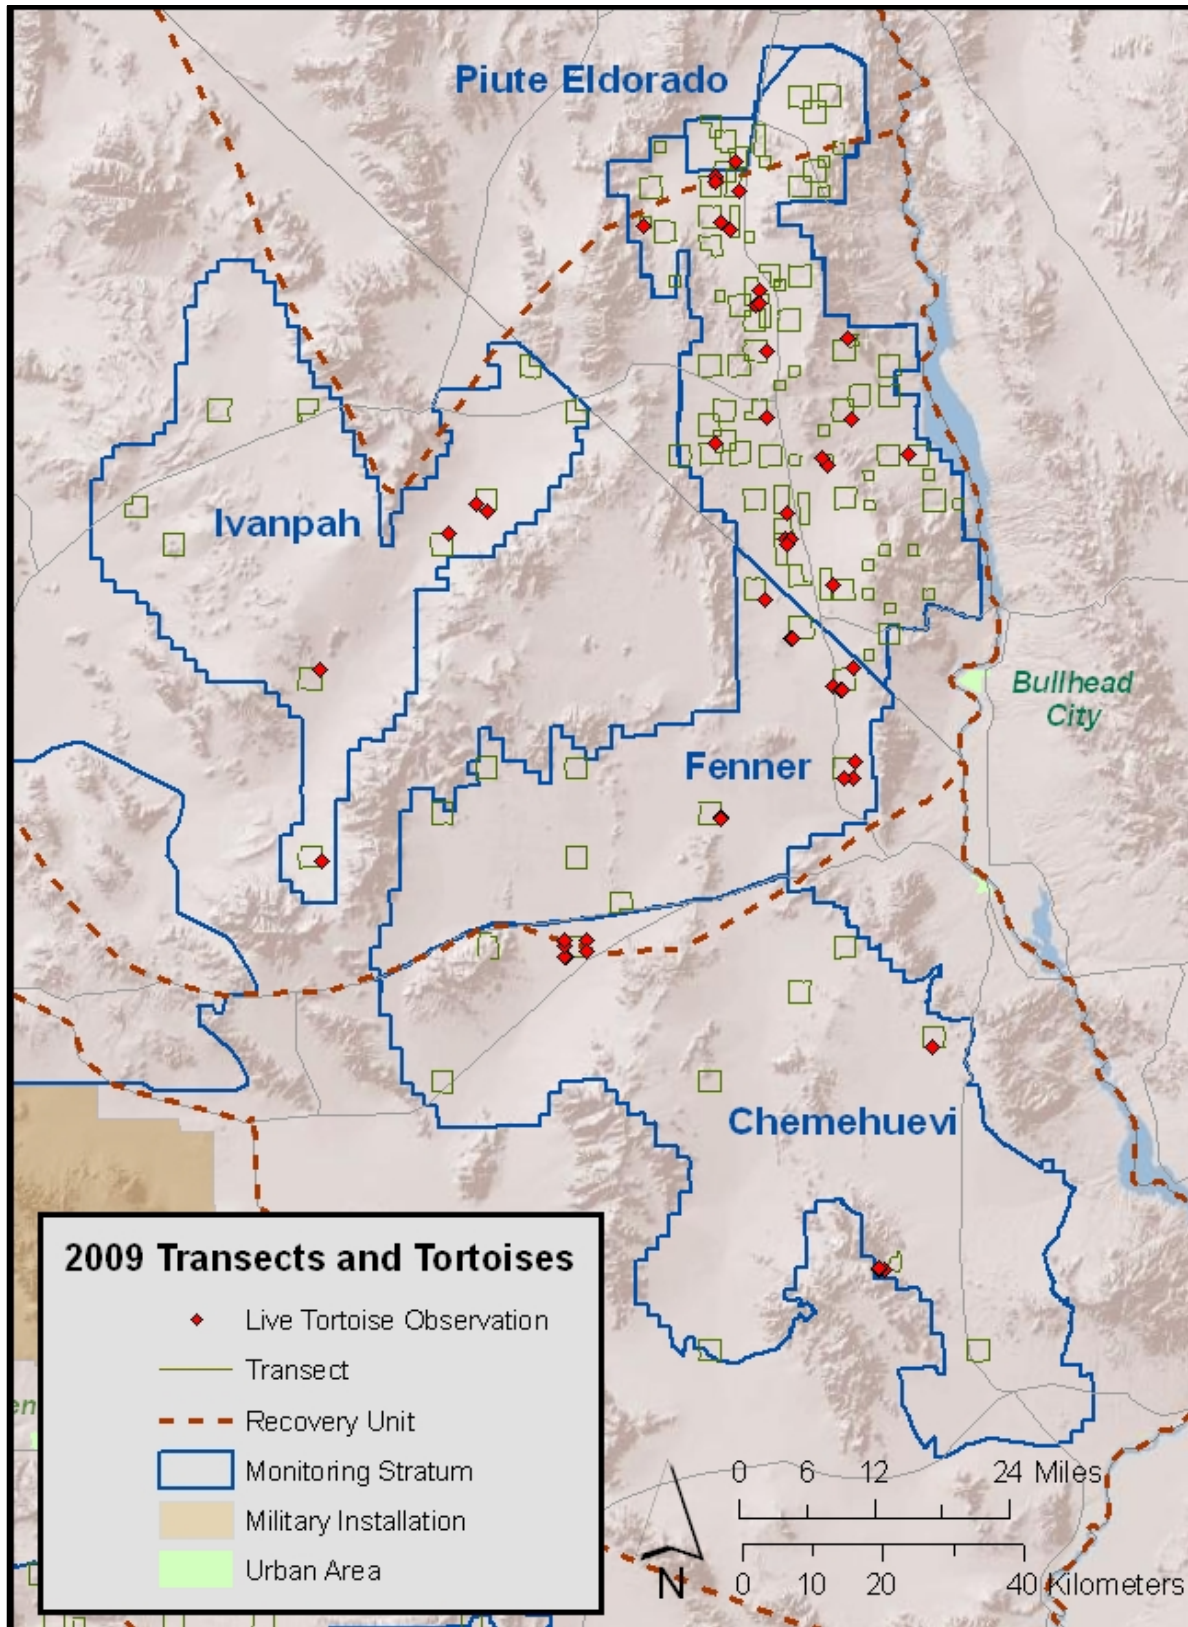 Piute Eldorado
Ivanpah
Bullhead
City
Fenner
Chemehuevi
2009 Transects and Tortoises
Live Tortoise Observation
Transect
Recovery Unit
Monitoring Stratum
Military Installation
Urban Area
en
N
0 6 12 24 Miles
0 10 20 40 Kilometers